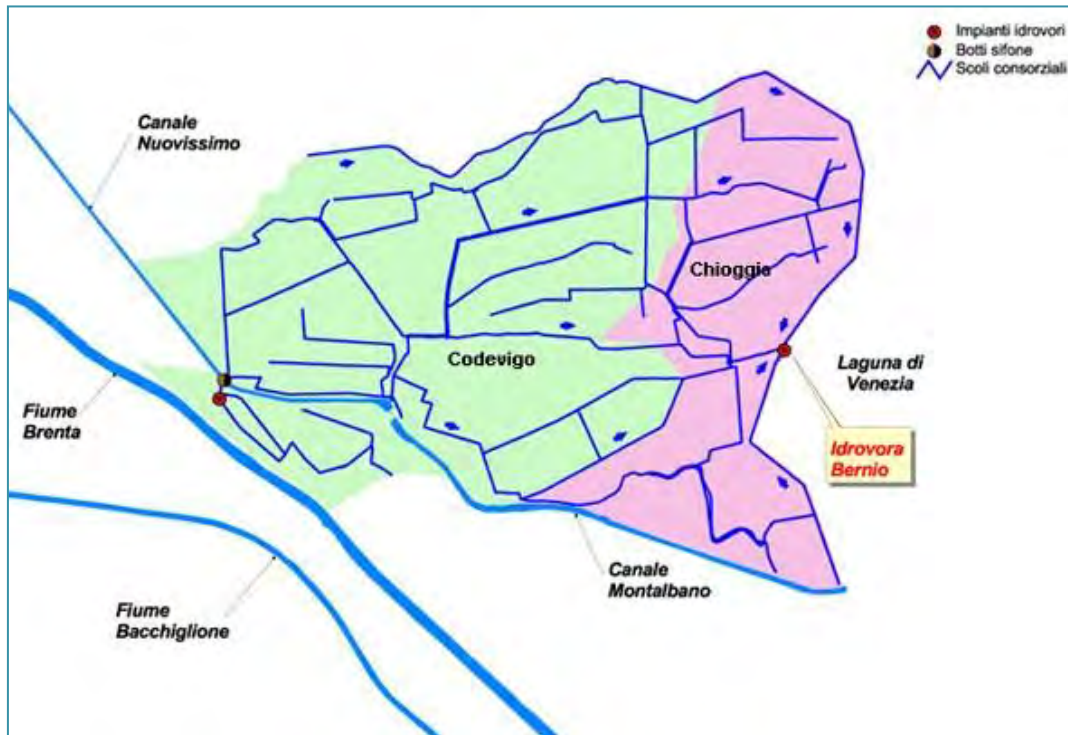 Impianti idrovori
Botti sifone
Scoli consorziali
Canale
Nuovissimo
Chioggia
Codevigo
Laguna di
Venezia
Fiume
Brenta
Idrovora
Bernio
Canale
Montalbano
Fiume
Bacchiglione